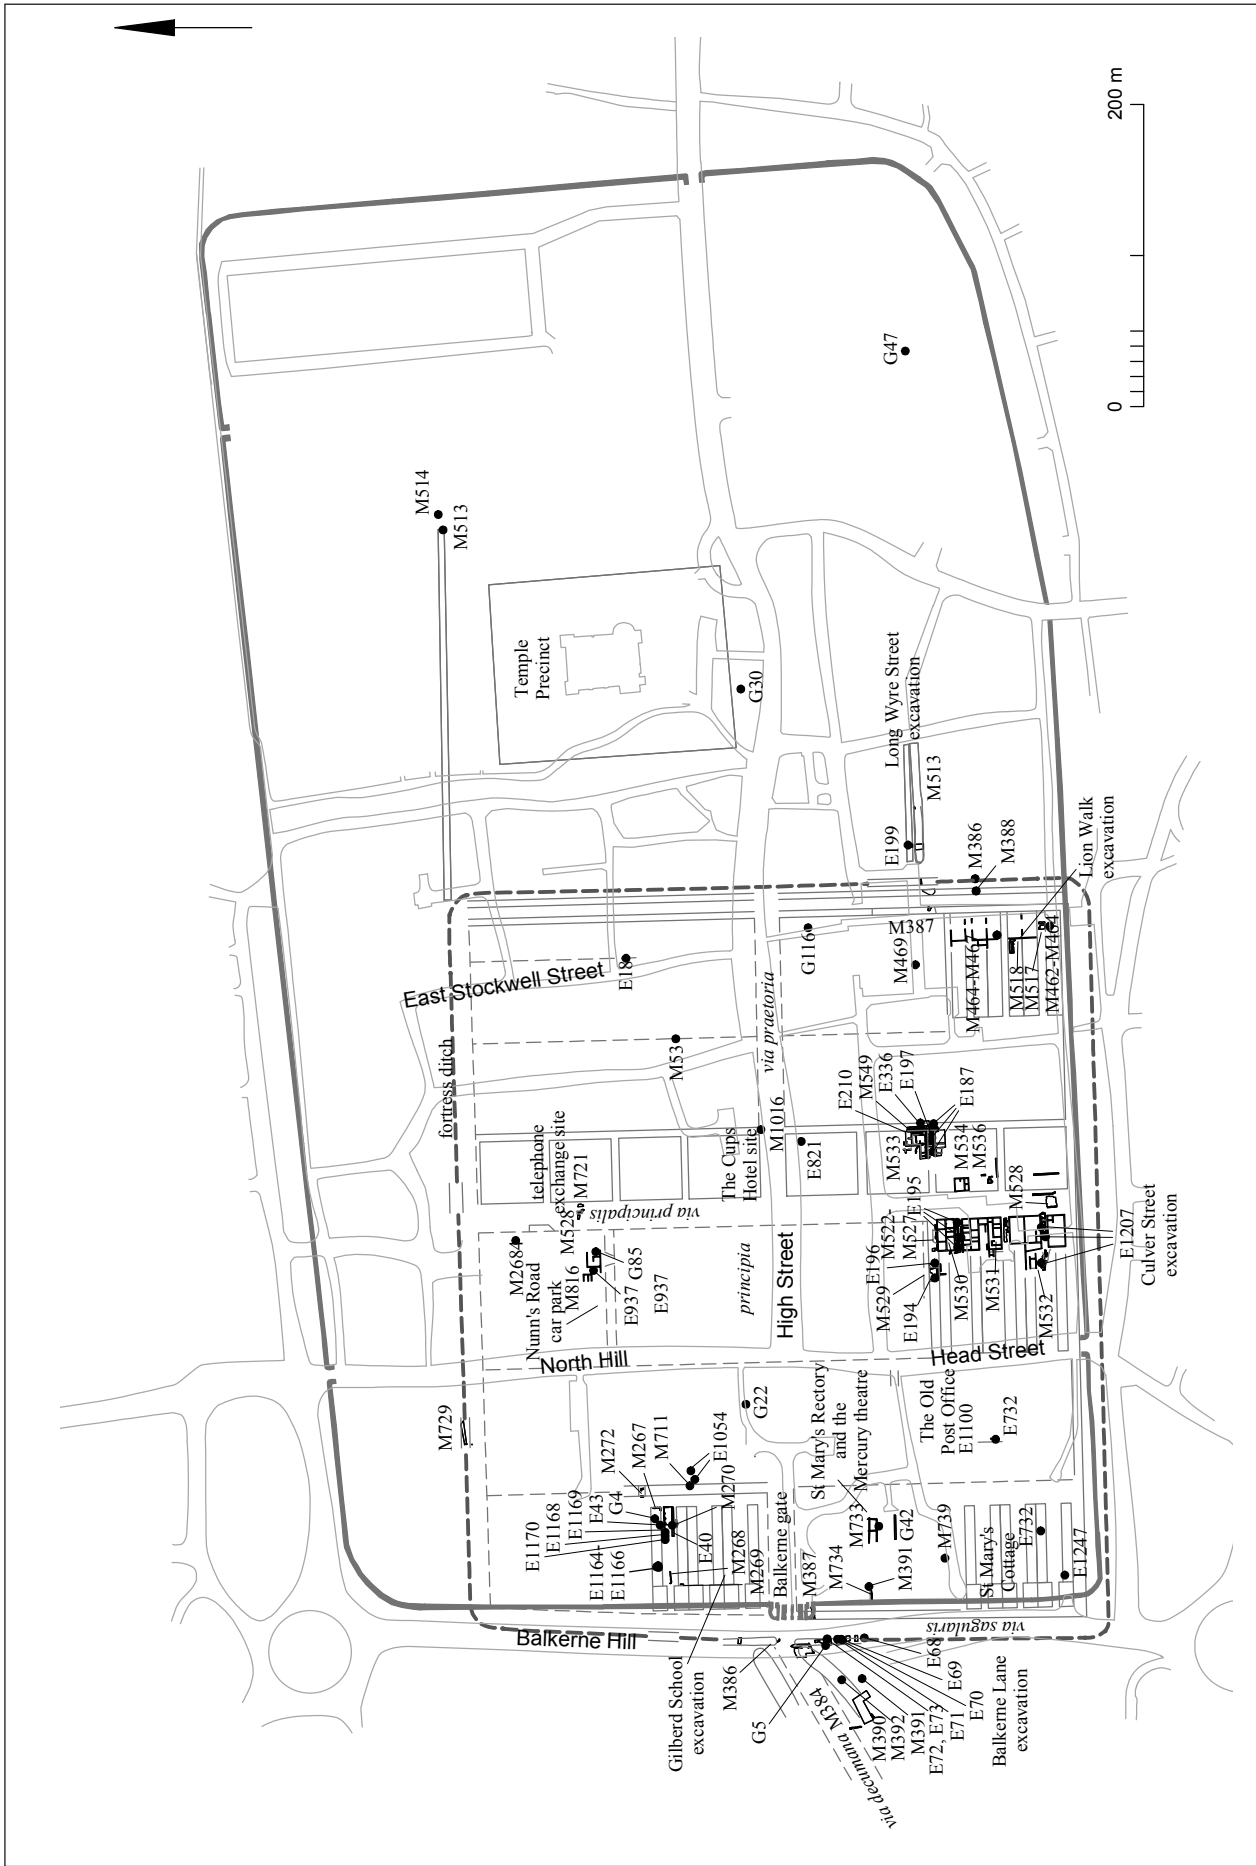 200 m
0
G47
M514
M513
Temple
Precinct
G30
Long Wyre Street
excavation
M513
E199
M386
M388
Lion Walk
excavation
M387
M469
M464-M467
M518
M517
M462-M464
G116
via praetoria
East Stockwell Street
E18
fortress ditch
M53
M1016
E821
The Cups
Hotel site
telephone
exchange site
M721
M528
via principalis
E210
M549
E336
E197
E187
M533
M534
M536
M528
E1207
Culver Street
excavation
E195
M522-
M527
E196
M529
E194
M530
M531
M532
M2684
Nunn's Road
car park
M816
G85
E937
E937
principia
High Street
North Hill
Head Street
M729
G22
St Mary's Rectory
and the
Mercury theatre
The Old
Post Office
E1100
E732
M272
M267
M711
E1054
M270
G4
E43
E1169
E1168
E1170
E1164-
E1166
E40
M268
M269
Balkerne gate
M387
M734
M733
G42
M391
M739
St Mary's
Cottage
E732
E1247
via sagularis
Balkerne Hill
Gilberd School
excavation
M386
G5
via decumana M384
M390
M392
M391
E72, E73
E71
E70
E69
E68
Balkerne Lane
excavation